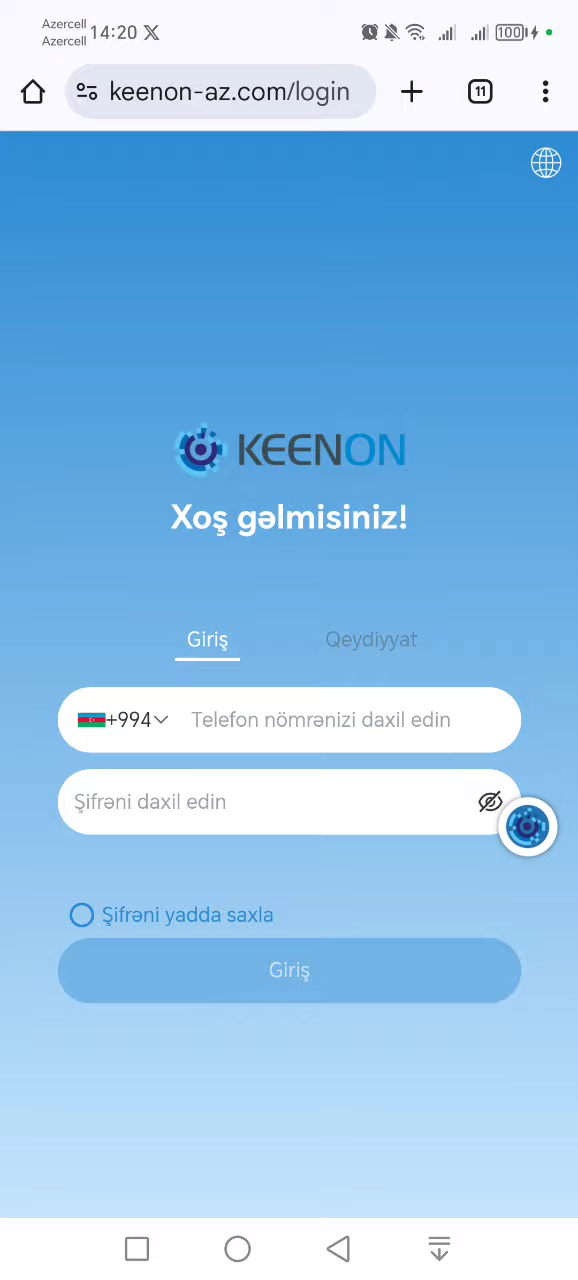 Azercell
Azercell
14:20
100
keenon-az.com/login
11
KEENON
Xoş gəlmisiniz!
Giriş
Qeydiyyat
+994
Telefon nömrənizi daxil edin
Şifrəni daxil edin
Şifrəni yadda saxla
Giriş